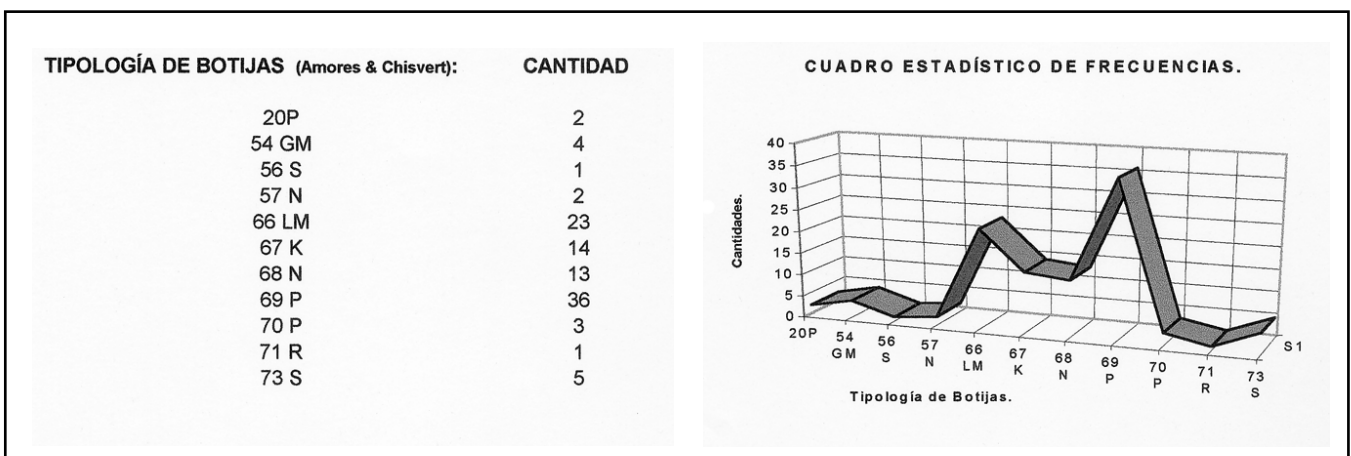 TIPOLOGÍA DE BOTIJAS (Amores & Chisvert): CANTIDAD
20P 2
54 GM 4
56 S 1
57 N 2
66 LM 23
67 K 14
68 N 13
69 P 36
70 P 3
71 R 1
73 S 5
CUADRO ESTADÍSTICO DE FRECUENCIAS.
Cantidades.
40
35
30
25
20
15
10
5
0
20P 54 GM 56 S 57 N 66 LM 67 K 68 N 69 P 70 P 71 R 73 S
S1
Tipología de Botijas.